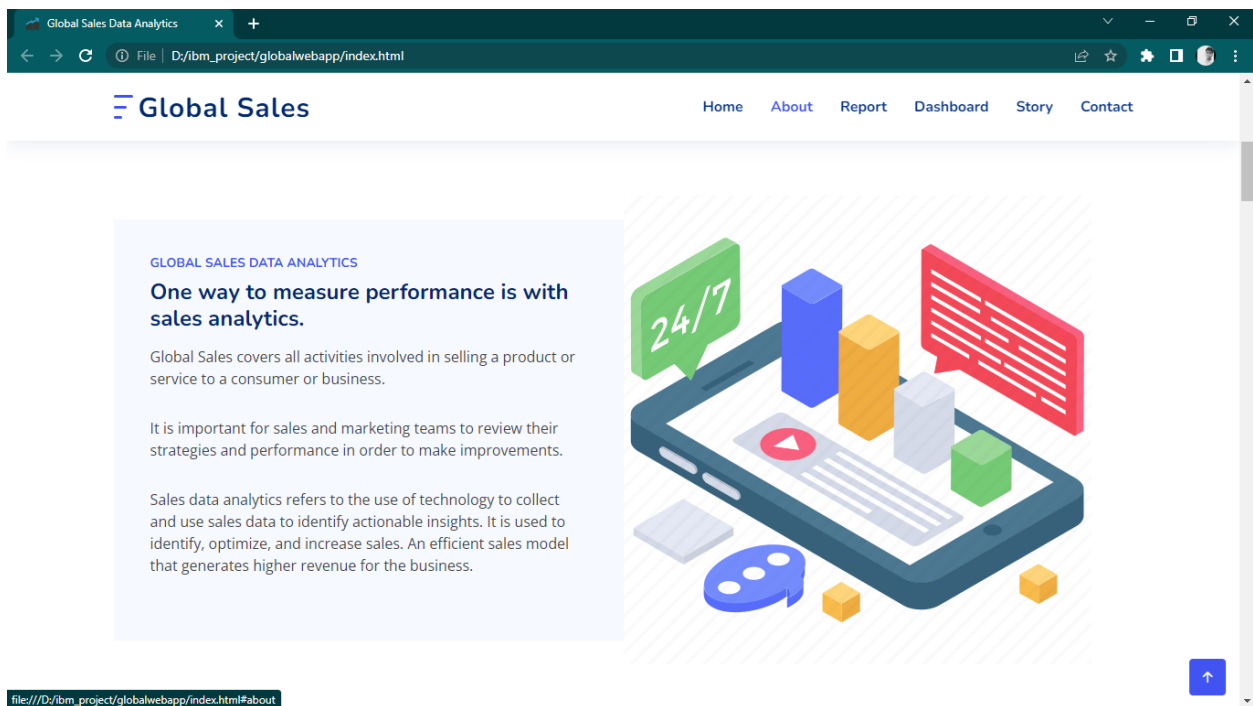 Global Sales Data Analytics
File | D:/ibm_project/globalwebapp/index.html
Global Sales
Home About Report Dashboard Story Contact
GLOBAL SALES DATA ANALYTICS
One way to measure performance is with
sales analytics.
Global Sales covers all activities involved in selling a product or
service to a consumer or business.
It is important for sales and marketing teams to review their
strategies and performance in order to make improvements.
Sales data analytics refers to the use of technology to collect
and use sales data to identify actionable insights. It is used to
identify, optimize, and increase sales. An efficient sales model
that generates higher revenue for the business.
24/7
file:///D:/ibm_project/globalwebapp/index.html#about